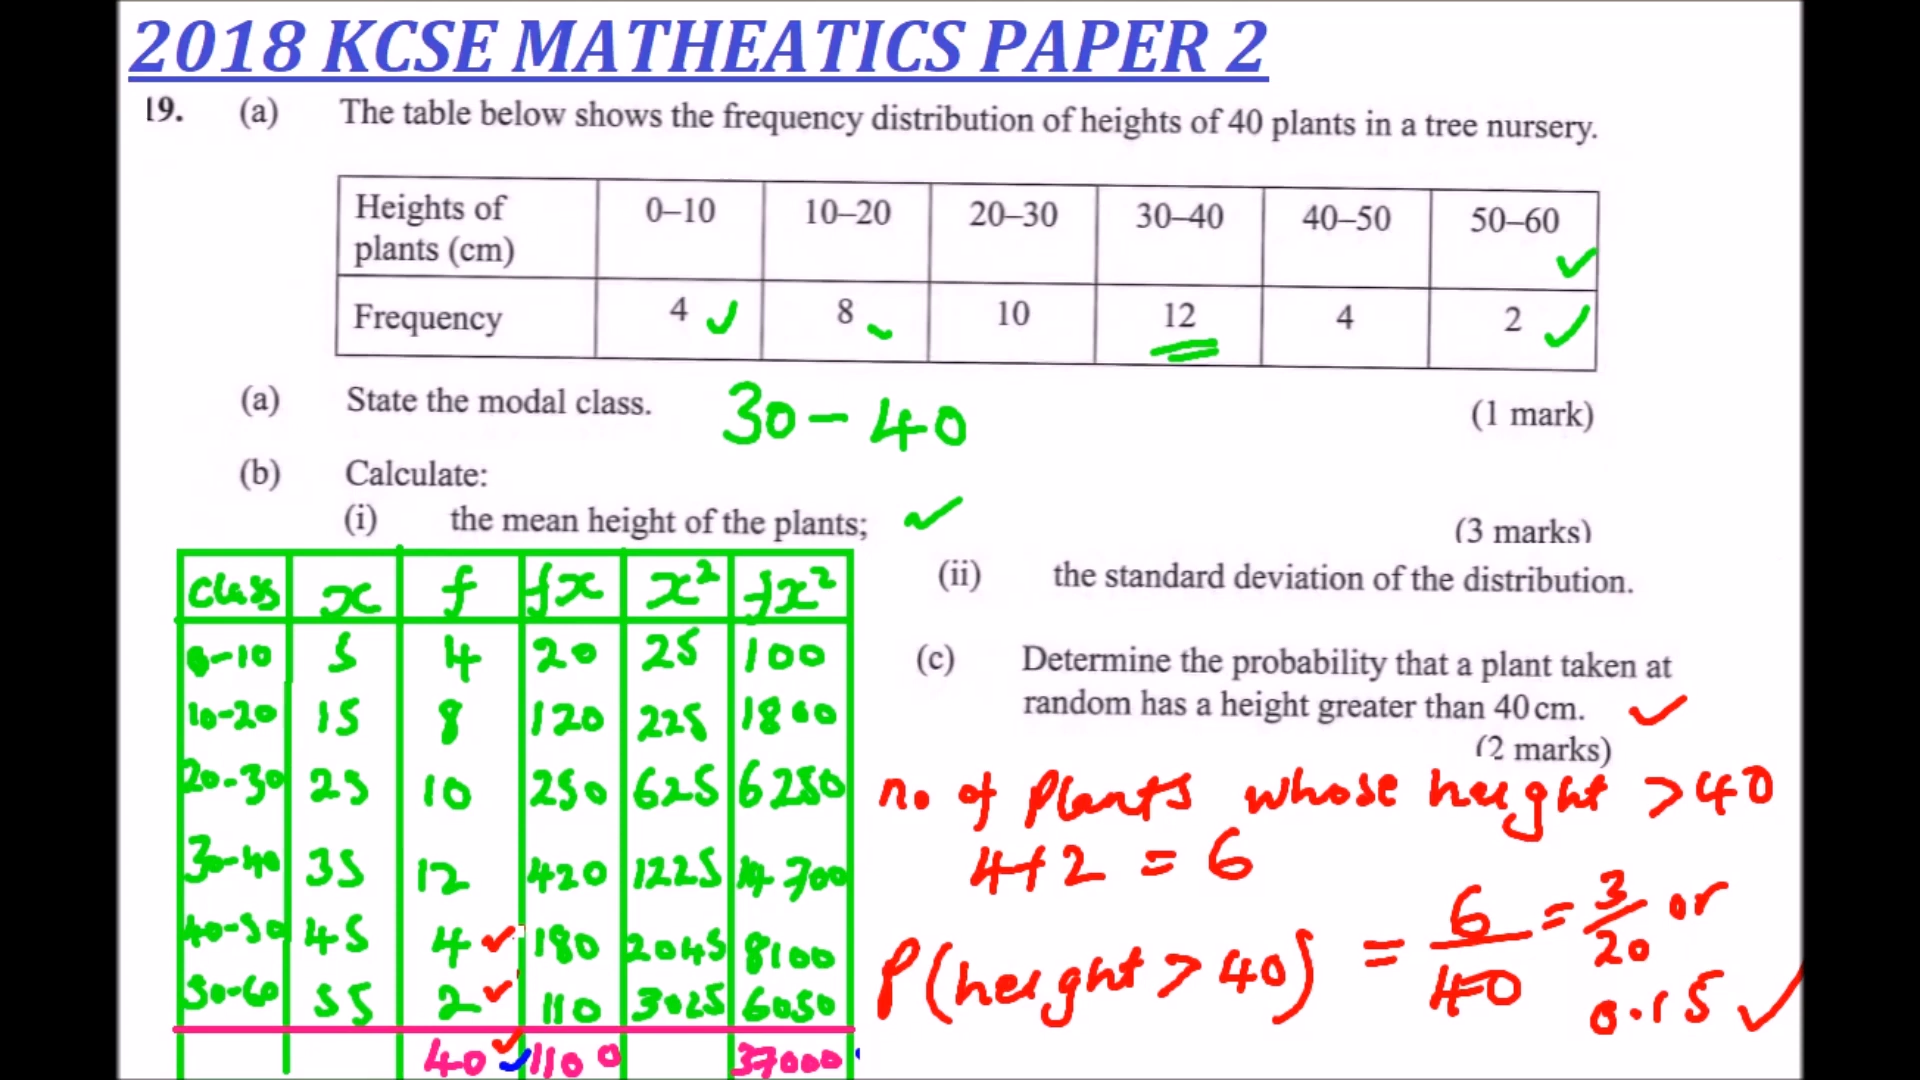 2018 KCSE MATHEATICS PAPER 2
19. (a) The table below shows the frequency distribution of heights of 40 plants in a tree nursery.
Heights of plants (cm) 0–10 10–20 20–30 30–40 40–50 50–60
Frequency 4 8 10 12 4 2
(a) State the modal class. 30 - 40 (1 mark)
(b) Calculate:
(i) the mean height of the plants; (3 marks)
class x f fx x² fx²
0-10 5 4 20 25 100
10-20 15 8 120 225 1800
20-30 25 10 250 625 6250
30-40 35 12 420 1225 14700
40-50 45 4 180 2045 8100
50-60 55 2 110 3025 6050
40 1100 37000
(ii) the standard deviation of the distribution.
(c) Determine the probability that a plant taken at
random has a height greater than 40 cm.
(2 marks)
no of plants whose height > 40
4+2 = 6
P(height > 40) = 6/40 = 3/20 or
0.15